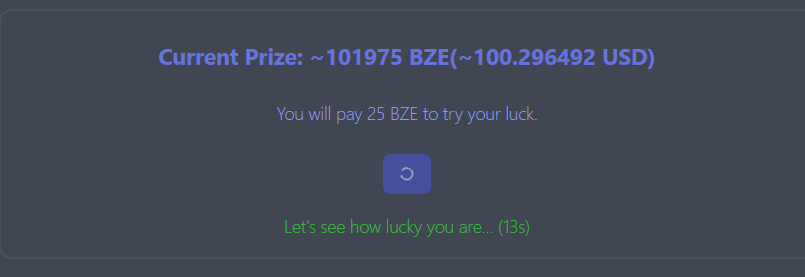 Current Prize: ~101975 BZE(~100.296492 USD)
You will pay 25 BZE to try your luck.
Let's see how lucky you are... (13s)